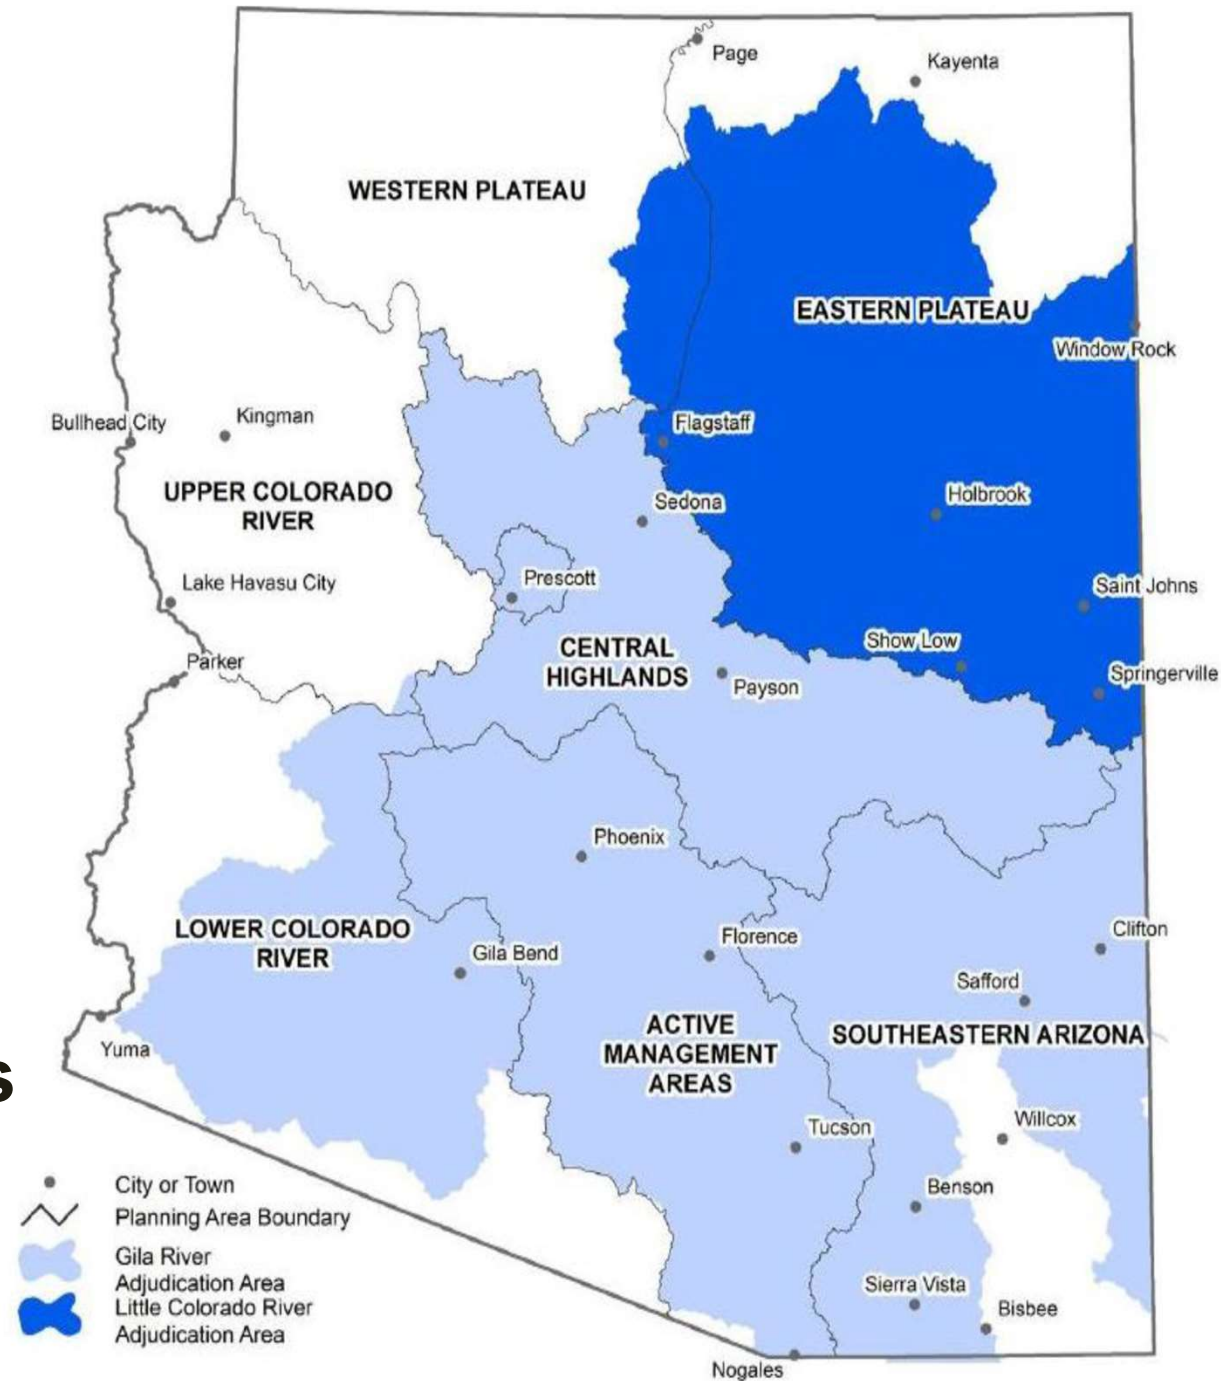 Page
Kayenta
WESTERN PLATEAU
EASTERN PLATEAU
Window Rock
Bullhead City
Kingman
Flagstaff
UPPER COLORADO
RIVER
Sedona
Holbrook
Lake Havasu City
Prescott
Saint Johns
Show Low
CENTRAL
HIGHLANDS
Parker
Payson
Springerville
Phoenix
LOWER COLORADO
RIVER
Gila Bend
Florence
Clifton
Safford
ACTIVE
MANAGEMENT
AREAS
SOUTHEASTERN ARIZONA
Yuma
s
Tucson
Willcox
Benson
Sierra Vista
Bisbee
Nogales
City or Town
Planning Area Boundary
Gila River
Adjudication Area
Little Colorado River
Adjudication Area